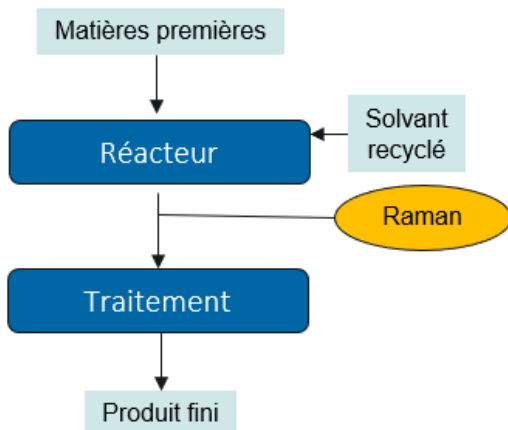 Matières premières
Réacteur
Solvant
recyclé
Raman
Traitement
Produit fini